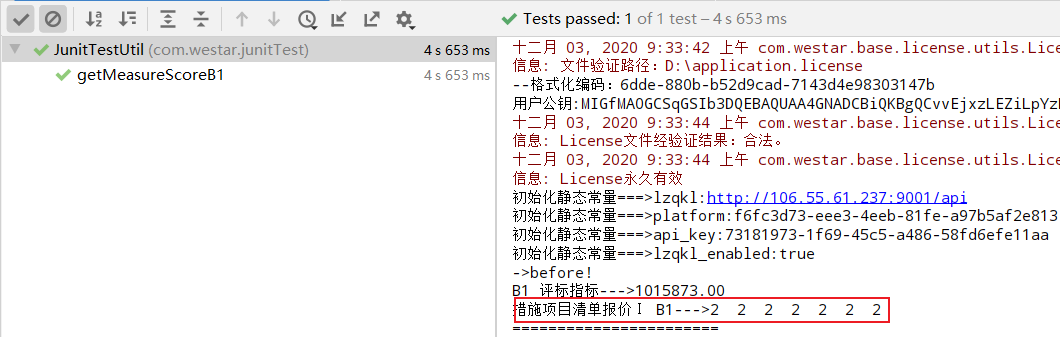 Tests passed: 1 of 1 test – 4 s 653 ms
JunitTestUtil (com.westar.junitTest) 4 s 653 ms
getMeasureScoreB1 4 s 653 ms
十二月 03, 2020 9:33:42 上午 com.westar.base.license.utils.Lice
信息: 文件验证路径：D:\application.license
--格式化编码：6dde-880b-b52d9cad-7143d4e98303147b
用户公钥:MIGfMA0GCSqGSIb3DQEBAQUAA4GNADCBiQKBgQCvvEjxzLEZiLpYz
十二月 03, 2020 9:33:44 上午 com.westar.base.license.utils.Lice
信息: License文件经验证结果：合法。
十二月 03, 2020 9:33:44 上午 com.westar.base.license.utils.Lice
信息: License永久有效
初始化静态常量===>lzqkl:http://106.55.61.237:9001/api
初始化静态常量===>platform:f6fc3d73-eee3-4eeb-81fe-a97b5af2e813
初始化静态常量===>api_key:73181973-1f69-45c5-a486-58fd6efe11aa
初始化静态常量===>lzqkl_enabled:true
->before!
B1 评标指标--->1015873.00
措施项目清单报价 B1--->2 2 2 2 2 2 2
=======================